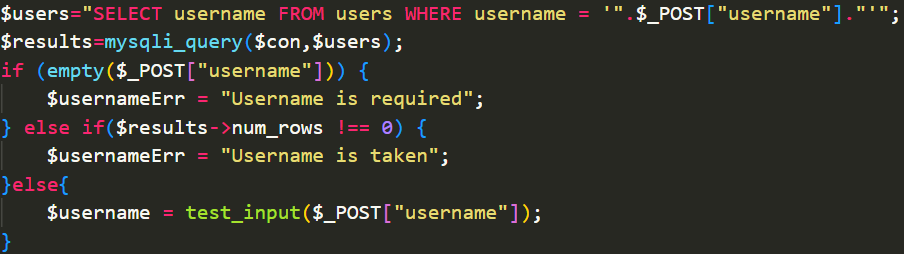 $users="SELECT username FROM users WHERE username = '".$_POST["username"]."'";
$results=mysqli_query($con,$users);
if (empty($_POST["username"])) {
    $usernameErr = "Username is required";
} else if($results->num_rows !== 0) {
    $usernameErr = "Username is taken";
}else{
    $username = test_input($_POST["username"]);
}